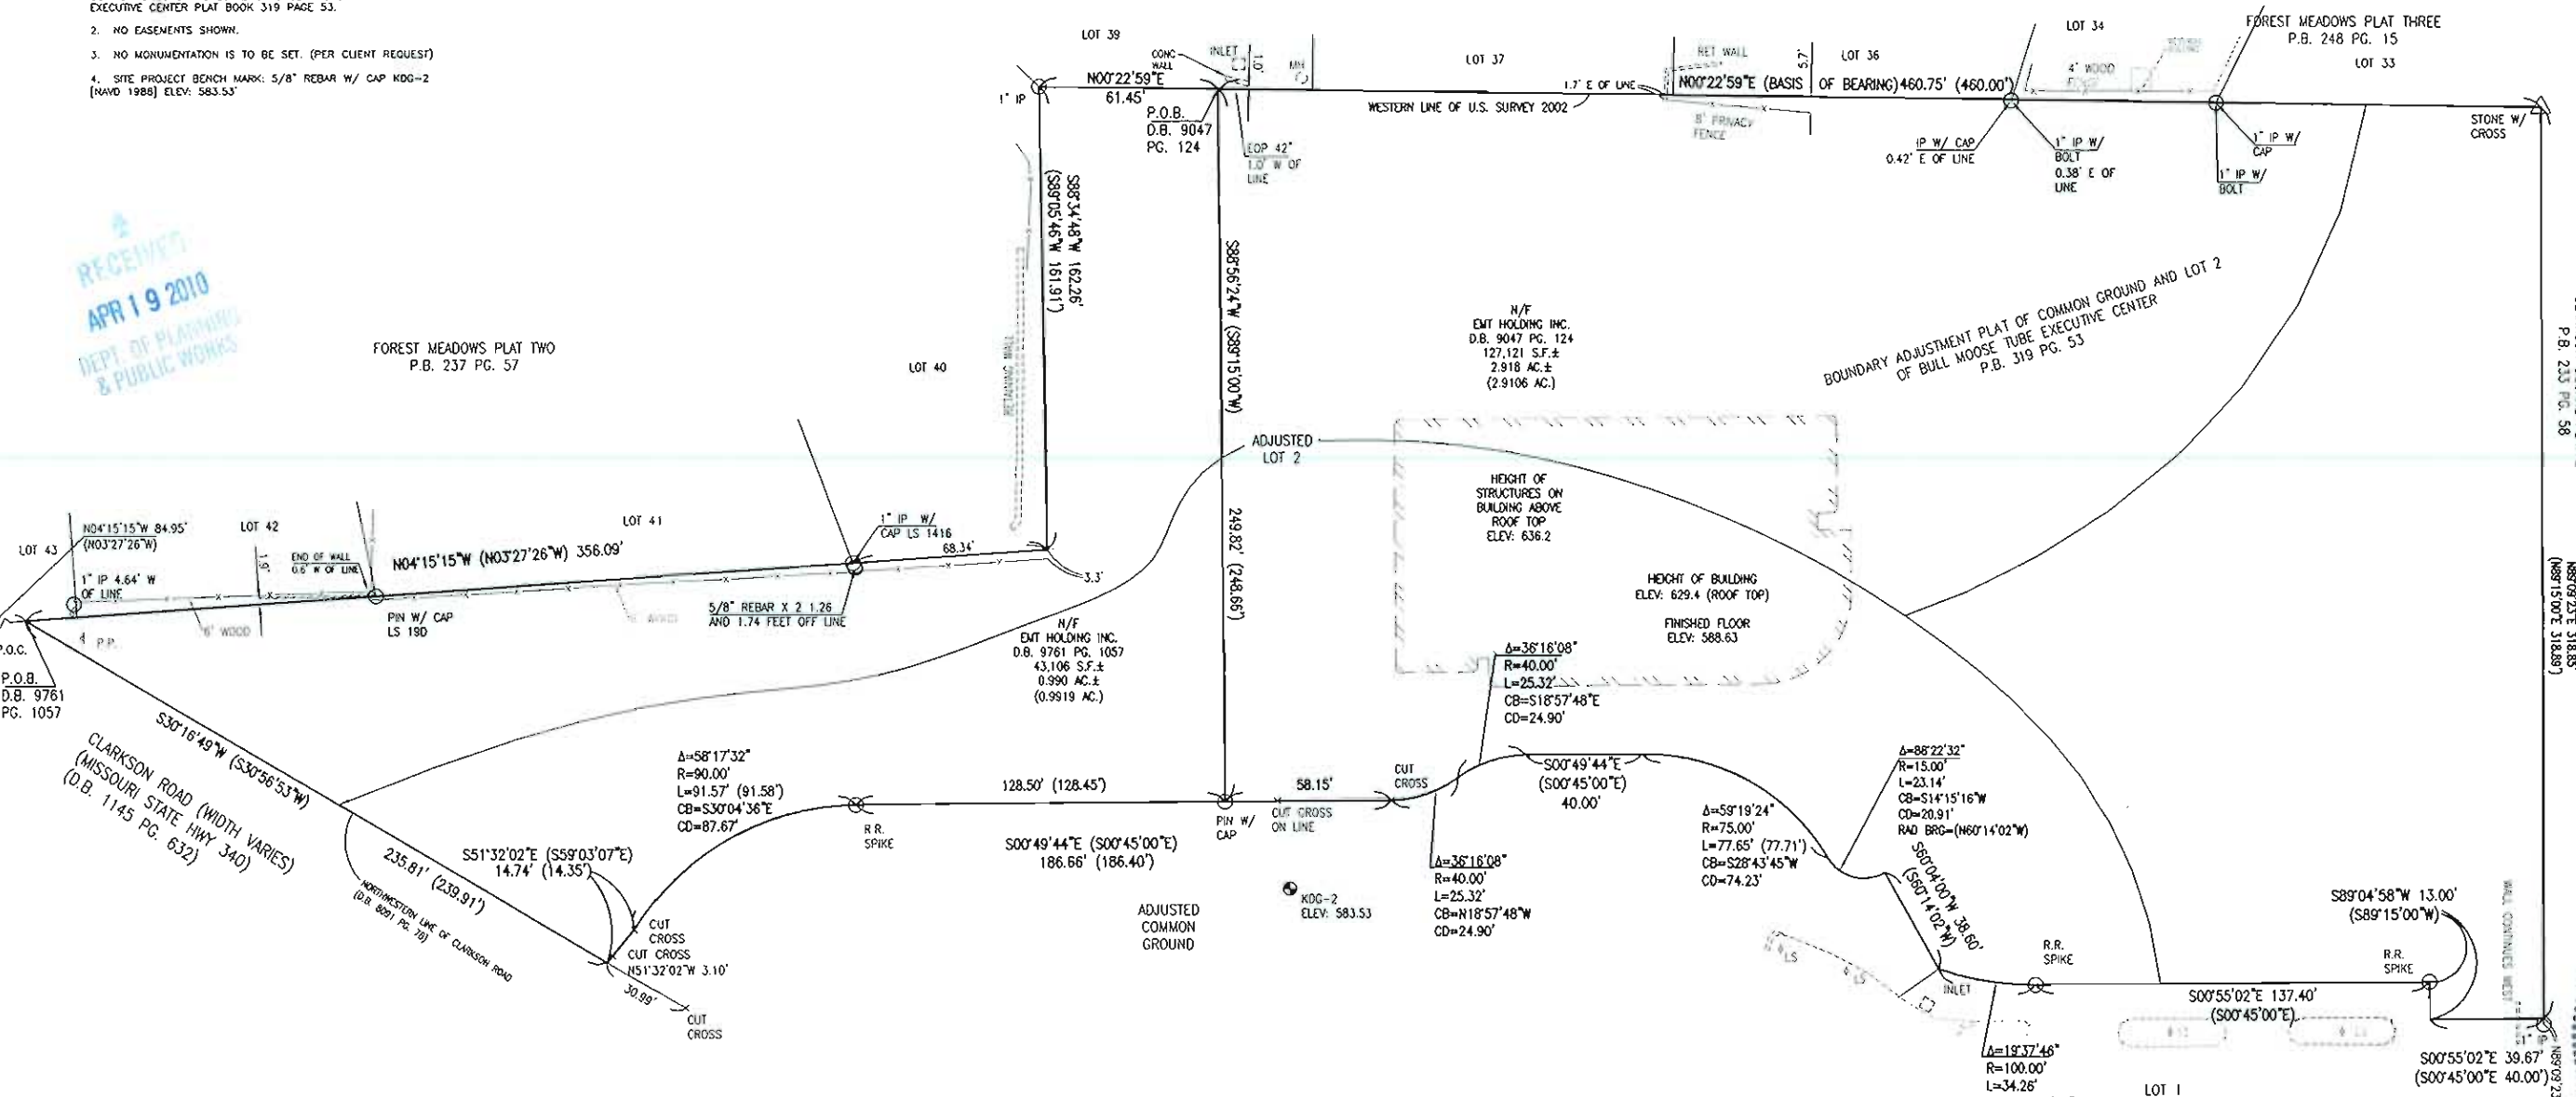 EXECUTIVE CENTER PLAT BOOK 319 PAGE 53.
2. NO EASEMENTS SHOWN.
3. NO MONUMENTATION IS TO BE SET. (PER CLIENT REQUEST)
4. SITE PROJECT BENCH MARK: 5/8" REBAR W/ CAP KDG-2
(NAVD 1988) ELEV: 583.53'
RECEIVED
APR 19 2010
DEPT. OF PLANNING
& PUBLIC WORKS
FOREST MEADOWS PLAT TWO
P.B. 237 PG. 57
LOT 39
CONC
WALL
INLET
1.0'
MH
LOT 37
RET WALL
5.7'
LOT 36
LOT 34
4' WOOD
FOREST MEADOWS PLAT THREE
P.B. 248 PG. 15
LOT 33
1" IP
N00°22'59"E
61.45'
P.O.B.
D.B. 9047
PG. 124
EOP 42"
1.0' W OF
LINE
WESTERN LINE OF U.S. SURVEY 2002
1.7' E OF LINE
8' PRIVACY
FENCE
N00°22'59"E (BASIS OF BEARING) 460.75' (460.00')
IP W/ CAP
0.42' E OF LINE
1" IP W/
BOLT
0.38' E OF
LINE
1" IP W/
CAP
1" IP W/
BOLT
STONE W/
CROSS
S88°34'48"W 162.26'
(S89°05'46"W 161.91')
RETAINING WALL
LOT 40
S88°56'24"W (S89°15'00"W)
249.82' (248.66')
N/F
EMT HOLDING INC.
D.B. 9047 PG. 124
127,121 S.F.±
2.918 AC.±
(2.9106 AC.)
BOUNDARY ADJUSTMENT PLAT OF COMMON GROUND AND LOT 2
OF BULL MOOSE TUBE EXECUTIVE CENTER
P.B. 319 PG. 53
P.B. 233 PG. 58
N89°09'23"E 318.85'
(N89°15'00"E 318.89')
ADJUSTED
LOT 2
HEIGHT OF
STRUCTURES ON
BUILDING ABOVE
ROOF TOP
ELEV: 636.2
HEIGHT OF BUILDING
ELEV: 629.4 (ROOF TOP)
FINISHED FLOOR
ELEV: 588.63
LOT 43
N04°15'15"W 84.95'
(N03°27'26"W)
LOT 42
1.9'
END OF WALL
0.6' W OF LINE
LOT 41
N04°15'15"W (N03°27'26"W) 356.09'
1" IP W/
CAP LS 1416
68.34'
3.3'
1" IP 4.64' W
OF LINE
6' WOOD
P.P.
PIN W/ CAP
LS 19D
5/8" REBAR X 2 1.26
AND 1.74 FEET OFF LINE
P.O.C.
P.O.B.
D.B. 9761
PG. 1057
N/F
EMT HOLDING INC.
D.B. 9761 PG. 1057
43,106 S.F.±
0.990 AC.±
(0.9919 AC.)
S30°16'49"W (S30°56'53"W)
235.81' (239.91')
CLARKSON ROAD (WIDTH VARIES)
(MISSOURI STATE HWY 340)
(D.B. 1145 PG. 632)
NORTHWESTERN LINE OF CLARKSON ROAD
(D.B. 8091 PG. 78)
S51°32'02"E (S59°03'07"E)
14.74' (14.35')
CUT
CROSS
CUT CROSS
N51°32'02"W 3.10'
30.99'
CUT
CROSS
Δ=58°17'32"
R=90.00'
L=91.57' (91.58')
CB=S30°04'36"E
CD=87.67'
R.R.
SPIKE
128.50' (128.45')
58.15'
S00°49'44"E (S00°45'00"E)
186.66' (186.40')
PIN W/
CAP
CUT CROSS
ON LINE
CUT
CROSS
ADJUSTED
COMMON
GROUND
KDG-2
ELEV: 583.53
Δ=36°16'08"
R=40.00'
L=25.32'
CB=S18°57'48"E
CD=24.90'
Δ=36°16'08"
R=40.00'
L=25.32'
CB=N18°57'48"W
CD=24.90'
S00°49'44"E
(S00°45'00"E)
40.00'
Δ=59°19'24"
R=75.00'
L=77.65' (77.71')
CB=S28°43'45"W
CD=74.23'
Δ=88°22'32"
R=15.00'
L=23.14'
CB=S14°15'16"W
CD=20.91'
RAD BRG=(N60°14'02"W)
S60°04'00"W 38.60'
(S60°14'02"W)
LS
LS
INLET
R.R.
SPIKE
Δ=19°37'46"
R=100.00'
L=34.26'
S00°55'02"E 137.40'
(S00°45'00"E)
R.R.
SPIKE
S89°04'58"W 13.00'
(S89°15'00"W)
WALL CONTINUES WEST
S00°55'02"E 39.67'
(S00°45'00"E 40.00')
N89°09'23
LOT 1